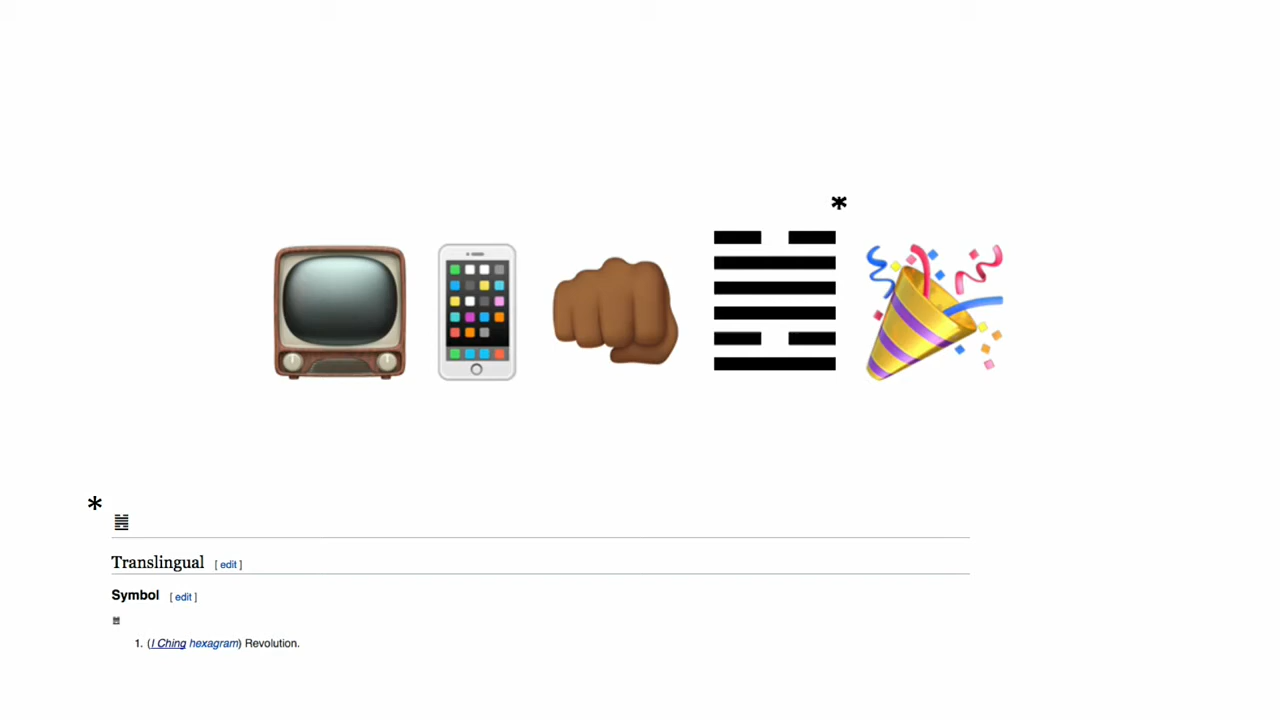 📺📱👊🏾䷰*🎉
*
䷰
Translingual [ edit ]
Symbol [ edit ]
䷰
1. (I Ching hexagram) Revolution.